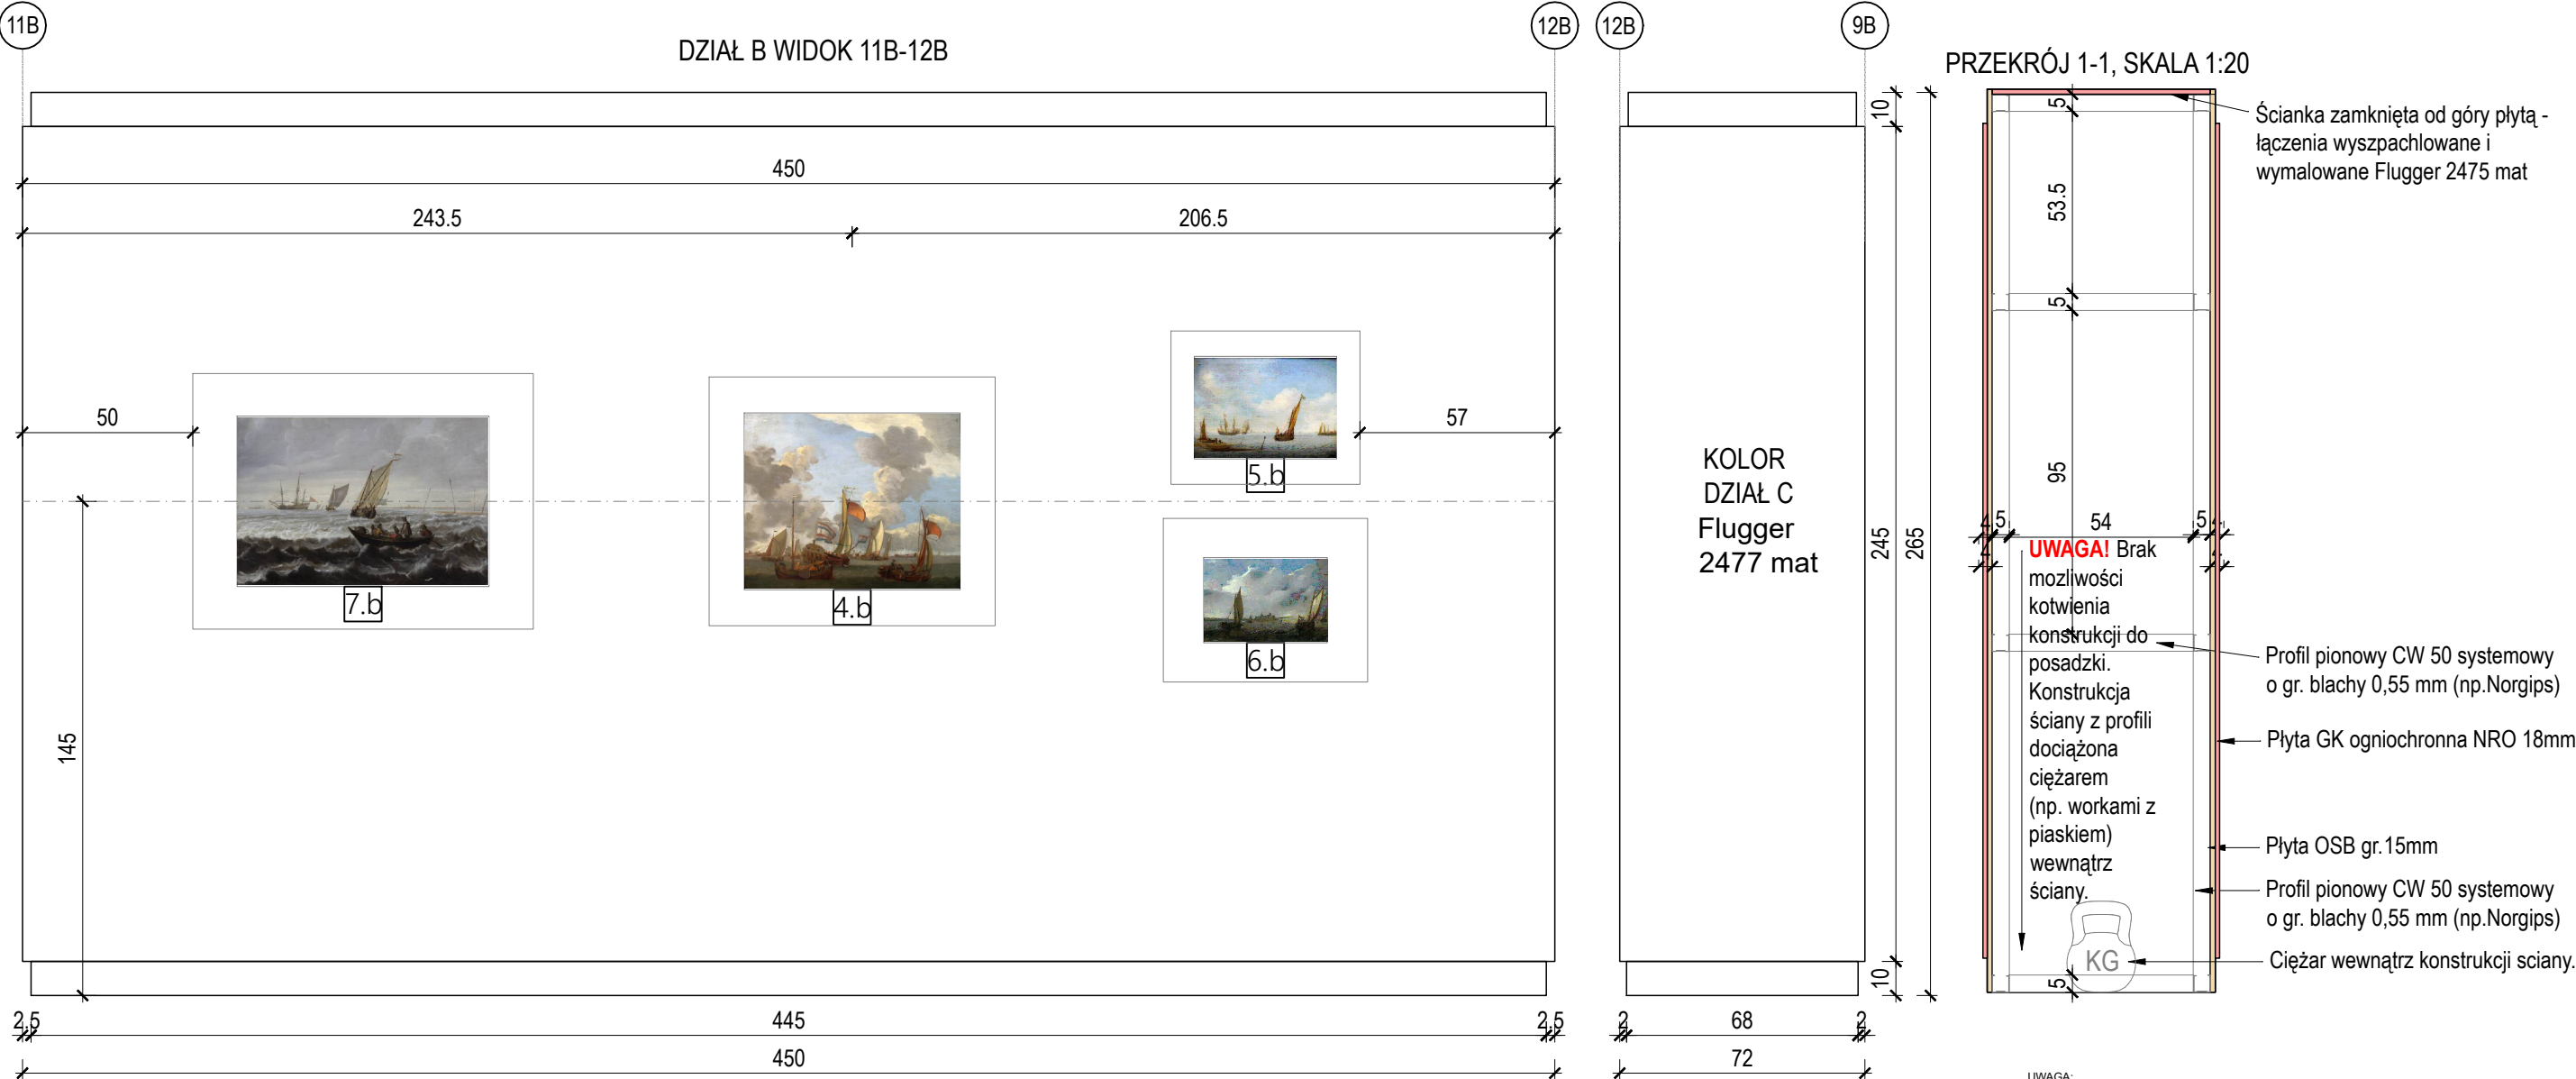 11B
12B
12B
9B
DZIAŁ B WIDOK 11B-12B
PRZEKRÓJ 1-1, SKALA 1:20
450
243.5
206.5
50
57
145
7.b
4.b
5.b
6.b
2.5
445
2.5
450
KOLOR
DZIAŁ C
Flugger
2477 mat
10
245
265
10
2
68
2
72
5
53.5
5
95
5
54
5
5
Ścianka zamknięta od góry płytą -
łączenia wyszpachlowane i
wymalowane Flugger 2475 mat
UWAGA! Brak
mozliwości
kotwienia
konstrukcji do
posadzki.
Konstrukcja
ściany z profili
dociążona
ciężarem
(np. workami z
piaskiem)
wewnątrz
ściany.
KG
Profil pionowy CW 50 systemowy
o gr. blachy 0,55 mm (np.Norgips)
Płyta GK ogniochronna NRO 18mm
Płyta OSB gr.15mm
Profil pionowy CW 50 systemowy
o gr. blachy 0,55 mm (np.Norgips)
Ciężar wewnątrz konstrukcji sciany.
UWAGA: